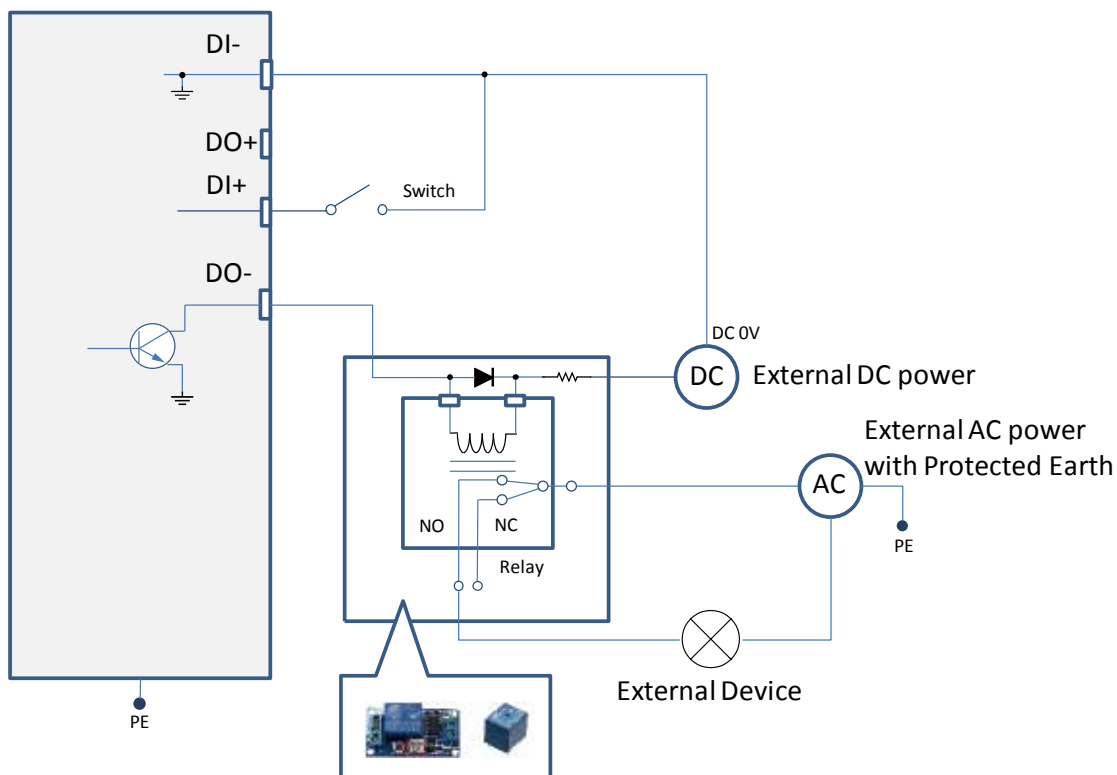 DI-
DO+
DI+
Switch
DO-
DC 0V
DC
External DC power
External AC power
with Protected Earth
AC
PE
NO
NC
Relay
External Device
PE